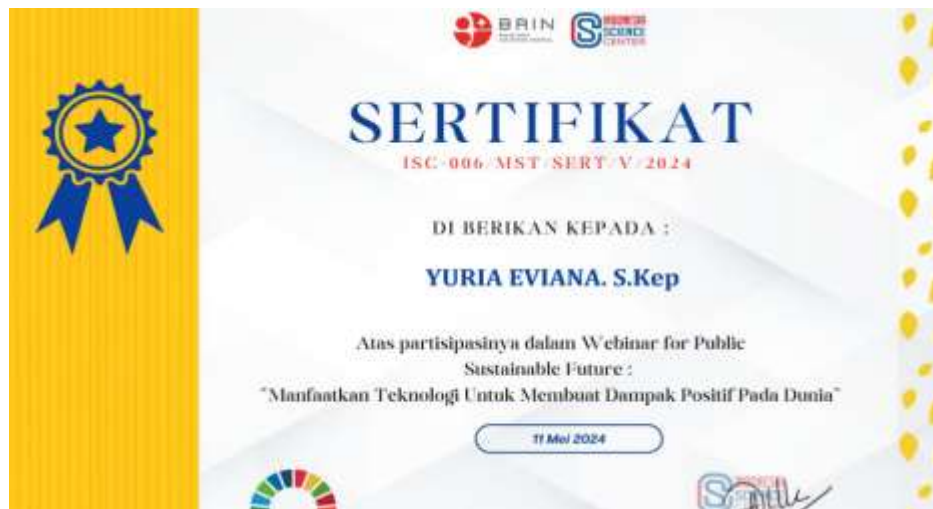 BRIN
INDONESIA
SCIENCE
CENTER
SERTIFIKAT
ISC-006/MST/SERT/V/2024
DI BERIKAN KEPADA :
YURIA EVIANA. S.Kep
Atas partisipasinya dalam Webinar for Public
Sustainable Future :
"Manfaatkan Teknologi Untuk Membuat Dampak Positif Pada Dunia"
11 Mei 2024